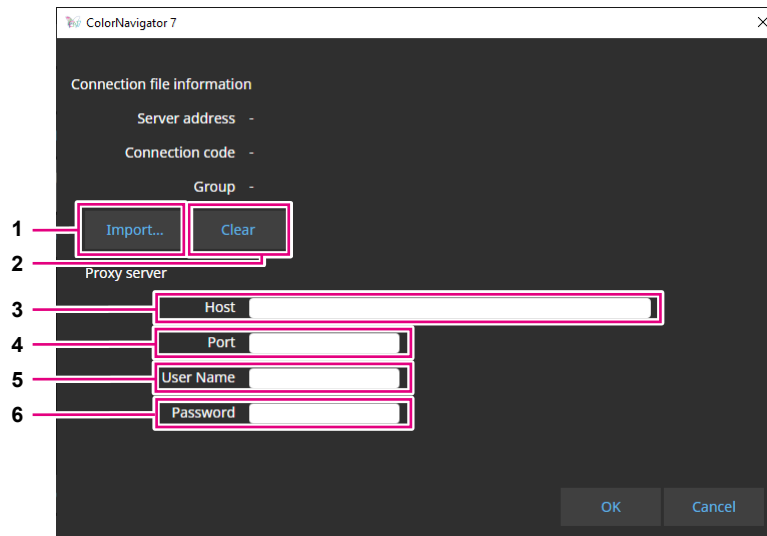 ColorNavigator 7
Connection file information
Server address -
Connection code -
Group -
1 Import... Clear
2
Proxy server
3 Host
4 Port
5 User Name
6 Password
OK Cancel